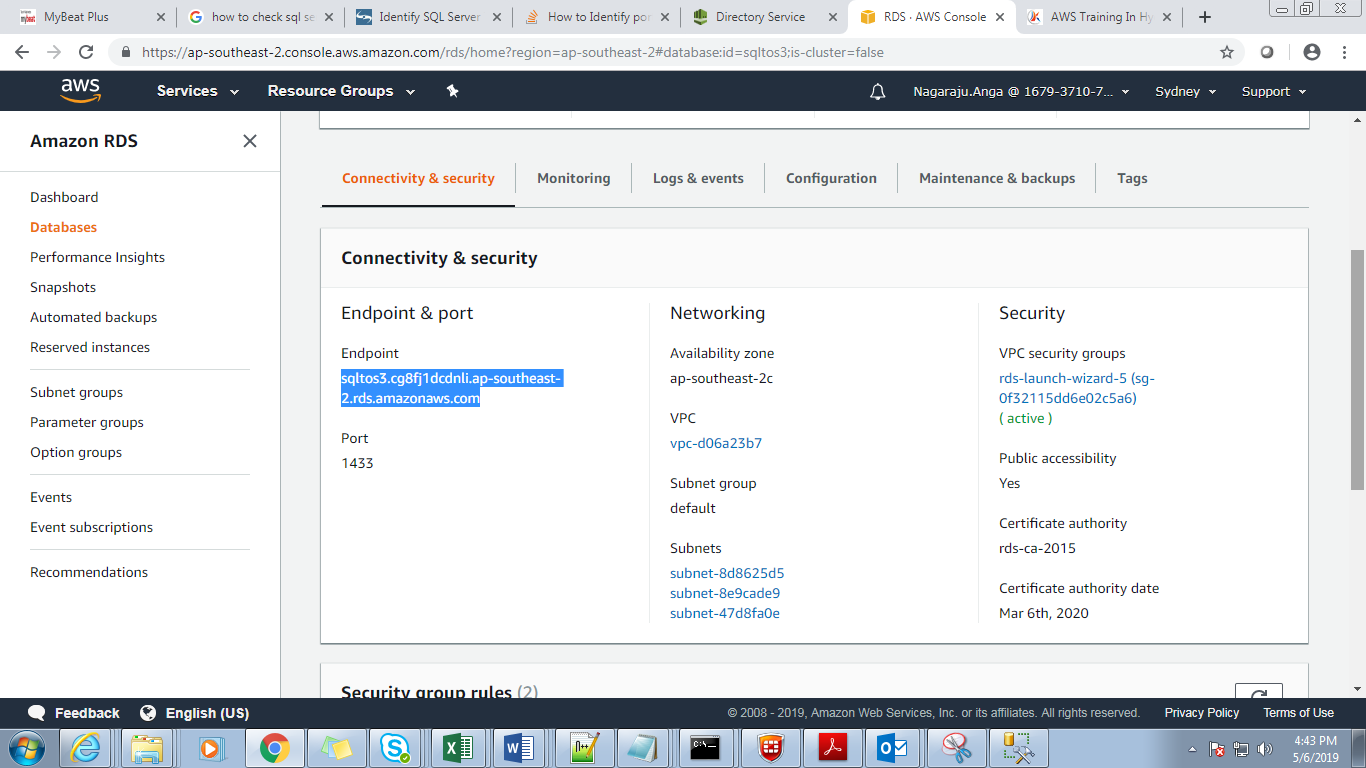 MyBeat Plus
how to check sql se
Identify SQL Server
How to Identify por
Directory Service
RDS · AWS Console
AWS Training In Hy
https://ap-southeast-2.console.aws.amazon.com/rds/home?region=ap-southeast-2#database:id=sqltos3;is-cluster=false
aws
Services
Resource Groups
Nagaraju.Anga @ 1679-3710-7...
Sydney
Support
Amazon RDS
Dashboard
Databases
Performance Insights
Snapshots
Automated backups
Reserved instances
Subnet groups
Parameter groups
Option groups
Events
Event subscriptions
Recommendations
Connectivity & security
Monitoring
Logs & events
Configuration
Maintenance & backups
Tags
Connectivity & security
Endpoint & port
Endpoint
sqltos3.cg8fj1dcdnli.ap-southeast-
2.rds.amazonaws.com
Port
1433
Networking
Availability zone
ap-southeast-2c
VPC
vpc-d06a23b7
Subnet group
default
Subnets
subnet-8d8625d5
subnet-8e9cade9
subnet-47d8fa0e
Security
VPC security groups
rds-launch-wizard-5 (sg-
0f32115dd6e02c5a6)
( active )
Public accessibility
Yes
Certificate authority
rds-ca-2015
Certificate authority date
Mar 6th, 2020
Security group rules (2)
Feedback
English (US)
© 2008 - 2019, Amazon Web Services, Inc. or its affiliates. All rights reserved.
Privacy Policy
Terms of Use
4:43 PM
5/6/2019